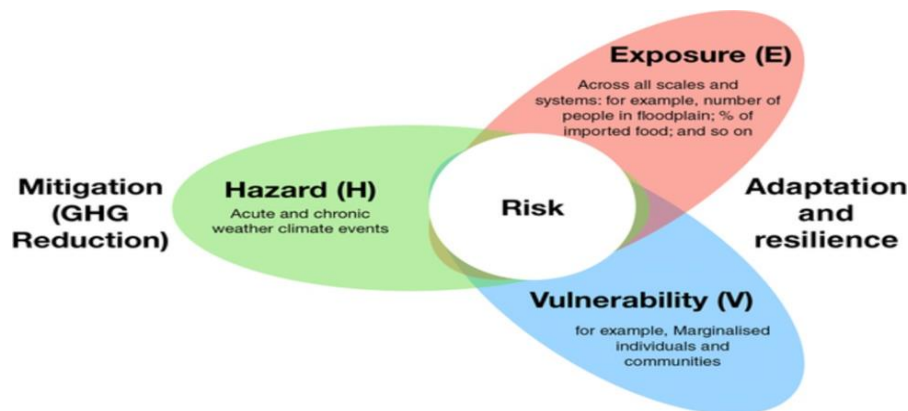 Exposure (E)
Across all scales and
systems: for example, number of
people in floodplain; % of
imported food; and so on
Mitigation
(GHG
Reduction)
Hazard (H)
Acute and chronic
weather climate events
Risk
Adaptation
and
resilience
Vulnerability (V)
for example, Marginalised
individuals and
communities